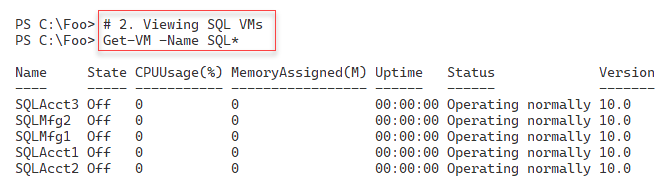 PS C:\Foo> # 2. Viewing SQL VMs
PS C:\Foo> Get-VM -Name SQL*
Name State CPUUsage(%) MemoryAssigned(M) Uptime Status Version
---- ----- ----------- ----------------- ------ ------ -------
SQLAcct3 Off 0 0 00:00:00 Operating normally 10.0
SQLMfg2 Off 0 0 00:00:00 Operating normally 10.0
SQLMfg1 Off 0 0 00:00:00 Operating normally 10.0
SQLAcct1 Off 0 0 00:00:00 Operating normally 10.0
SQLAcct2 Off 0 0 00:00:00 Operating normally 10.0